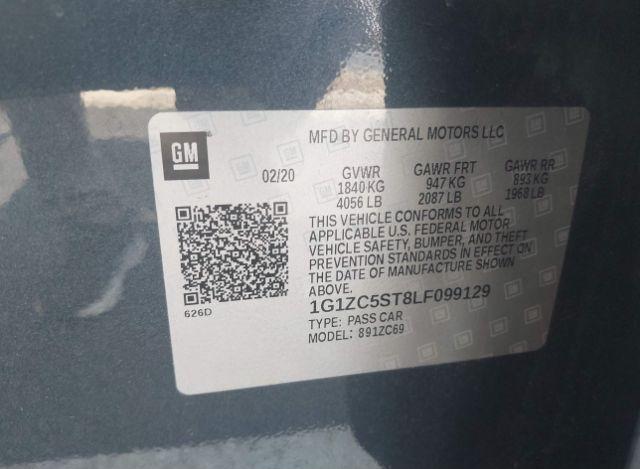 GM
MFD BY GENERAL MOTORS LLC
02/20 GVWR GAWR FRT GAWR RR
1840 KG 947 KG 893 KG
4056 LB 2087 LB 1968 LB
THIS VEHICLE CONFORMS TO ALL
APPLICABLE U.S. FEDERAL MOTOR
VEHICLE SAFETY, BUMPER, AND THEFT
PREVENTION STANDARDS IN EFFECT ON
THE DATE OF MANUFACTURE SHOWN
ABOVE.
626D
1G1ZC5ST8LF099129
TYPE: PASS CAR
MODEL: 891ZC69